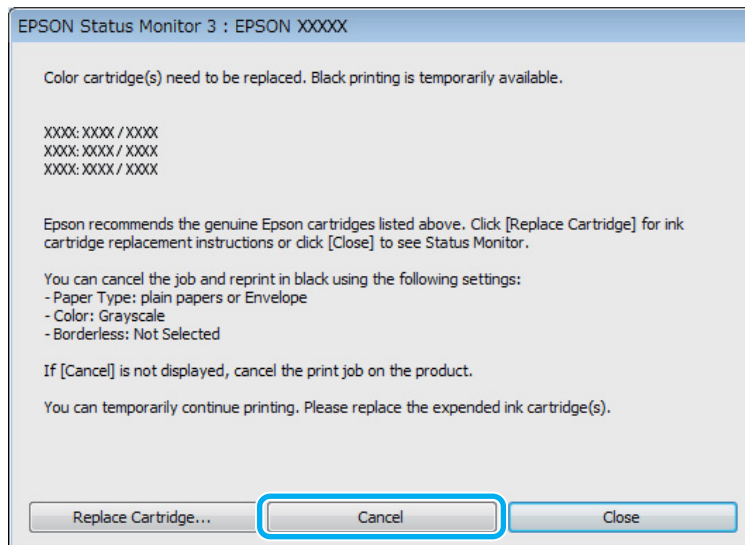 EPSON Status Monitor 3 : EPSON XXXXX
Color cartridge(s) need to be replaced. Black printing is temporarily available.
XXXX: XXXX / XXXX
XXXX: XXXX / XXXX
XXXX: XXXX / XXXX
Epson recommends the genuine Epson cartridges listed above. Click [Replace Cartridge] for ink
cartridge replacement instructions or click [Close] to see Status Monitor.
You can cancel the job and reprint in black using the following settings:
- Paper Type: plain papers or Envelope
- Color: Grayscale
- Borderless: Not Selected
If [Cancel] is not displayed, cancel the print job on the product.
You can temporarily continue printing. Please replace the expended ink cartridge(s).
Replace Cartridge... Cancel Close